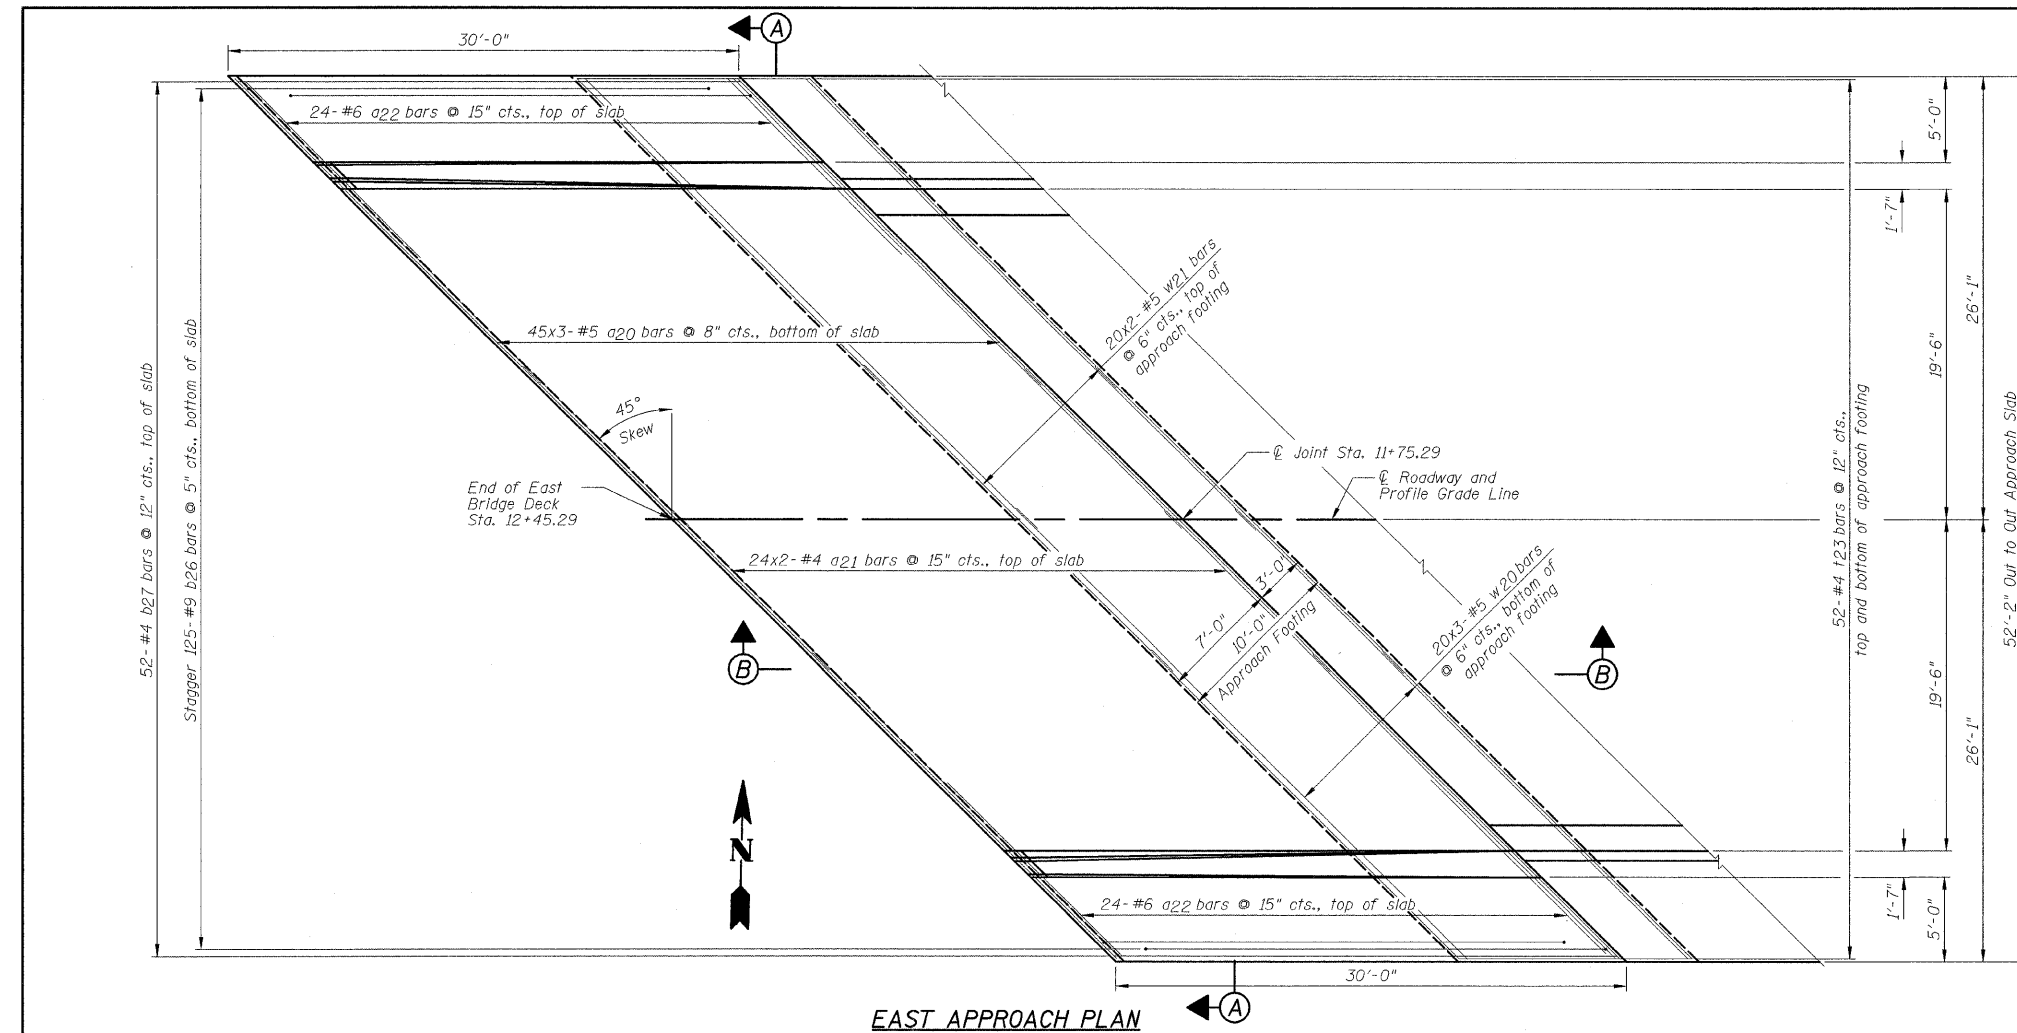 A
30'-0"
24-#6 a22 bars @ 15" cts., top of slab
5'-0"
1'-7"
20x2-#5 w21 bars
@ 6" cts., top of
approach footing
26'-1"
45x3-#5 a20 bars @ 8" cts., bottom of slab
19'-6"
52-#4 b27 bars @ 12" cts., top of slab
Stagger 125-#9 b26 bars @ 5" cts., bottom of slab
45°
Skew
℄ Joint Sta. 11+75.29
℄ Roadway and
Profile Grade Line
End of East
Bridge Deck
Sta. 12+45.29
52-#4 t23 bars @ 12" cts.,
top and bottom of approach footing
52'-2" Out to Out Approach Slab
24x2-#4 a21 bars @ 15" cts., top of slab
20x3-#5 w20 bars
@ 6" cts., bottom of
approach footing
3'-0"
7'-0"
10'-0"
Approach Footing
B
B
19'-6"
26'-1"
N
24-#6 a22 bars @ 15" cts., top of slab
1'-7"
5'-0"
30'-0"
A
EAST APPROACH PLAN